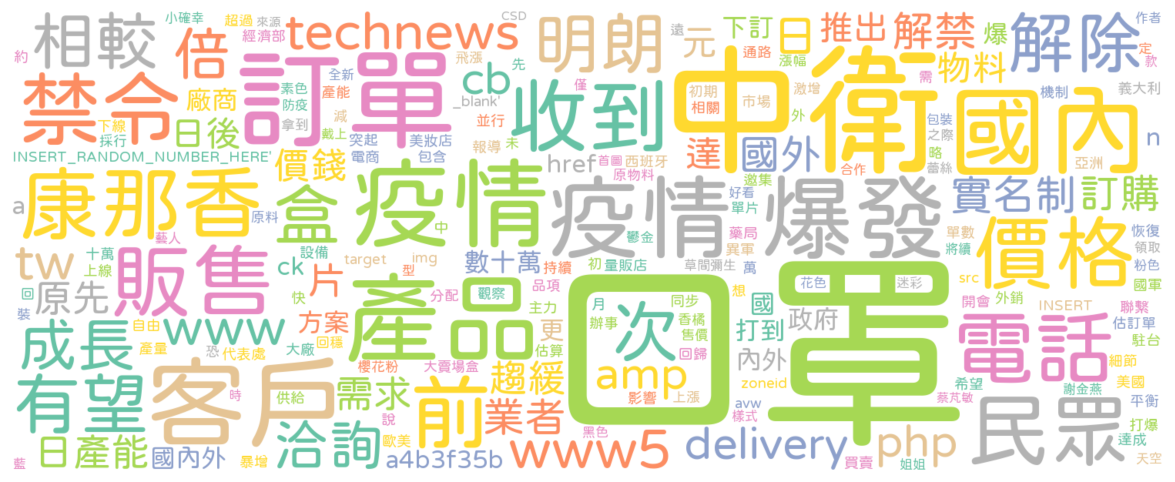 小確幸
超過
來源
CSD
作者
約
相較
倍
經濟部
technews
飛漲
先
明朗
遠
元
下訂
日
推出
解禁
爆
解除
定
款
通路
漲幅
需
物料
禁令
廠商
素色
防疫
全新
產能
訂單
cb
僅
_blank'
收到
初期
相關
市場
激增
外
中衛
國內
機制
義大利
下線
採行
日後
拿到
減
戴上
突起
電商
美妝店
包含
並行
報導
未
達
國外
包裝
之際
略
蕾絲
n
亞洲
INSERT_RANDOM_NUMBER_HERE'
價錢
href
首圖
西班牙
原物料
合作
邀集
a
康那香
盒
原料
疫情
疫情
爆發
好看
單片
實名制
訂購
藝人
中
鬱金
藥局
異軍
單數
將續
恢復
領取
價格
tw
十萬
上線
販售
設備
ck
target
img
型
數十萬
持續
初
量販店
草間彌生
萬
src
粉色
國軍
回
裝
原先
片
快
分配
觀察
品項
主力
月
想
國
花色
迷彩
開會
外銷
INSERT
聯繫
估訂單
駐台
www
方案
產品
口罩
次
同步
辦事
香橘
售價
打到
政府
電話
成長
產量
自由
恐
代表處
大廠
回穩
更
估算
回歸
內外
細節
有望
客戶
櫻花粉
大賣場盒
趨緩
amp
zoneid
希望
謝金燕
美國
時
供給
需求
前
影響
上漲
avw
樣式
蔡芃敏
平衡
說
業者
民眾
打爆
達成
日產能
國內外
洽詢
歐美
www5
黑色
delivery
php
天空
藍
暴增
a4b3f35b
買賣
姐姐